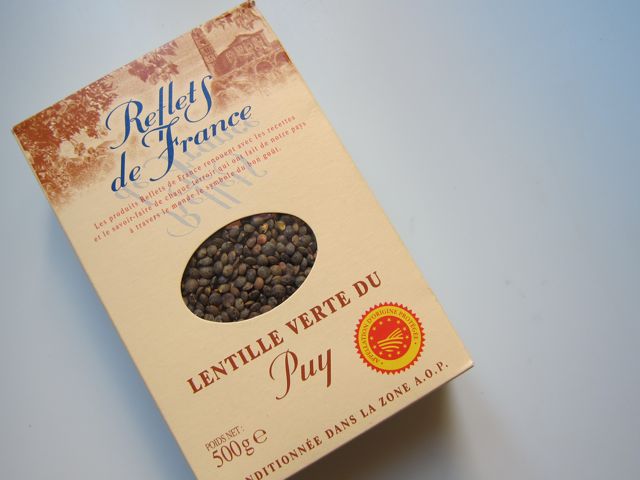 Reflets
de France
Les produits Reflets de France renouent avec les recettes
et le savoir-faire de chaque terroir qui ont fait de notre pays
à travers le monde le symbole du bon goût.
LENTILLE VERTE DU
Puy
APPELLATION D'ORIGINE PROTÉGÉE
POIDS NET :
500g e
NDITIONNÉE DANS LA ZONE A.O.P.